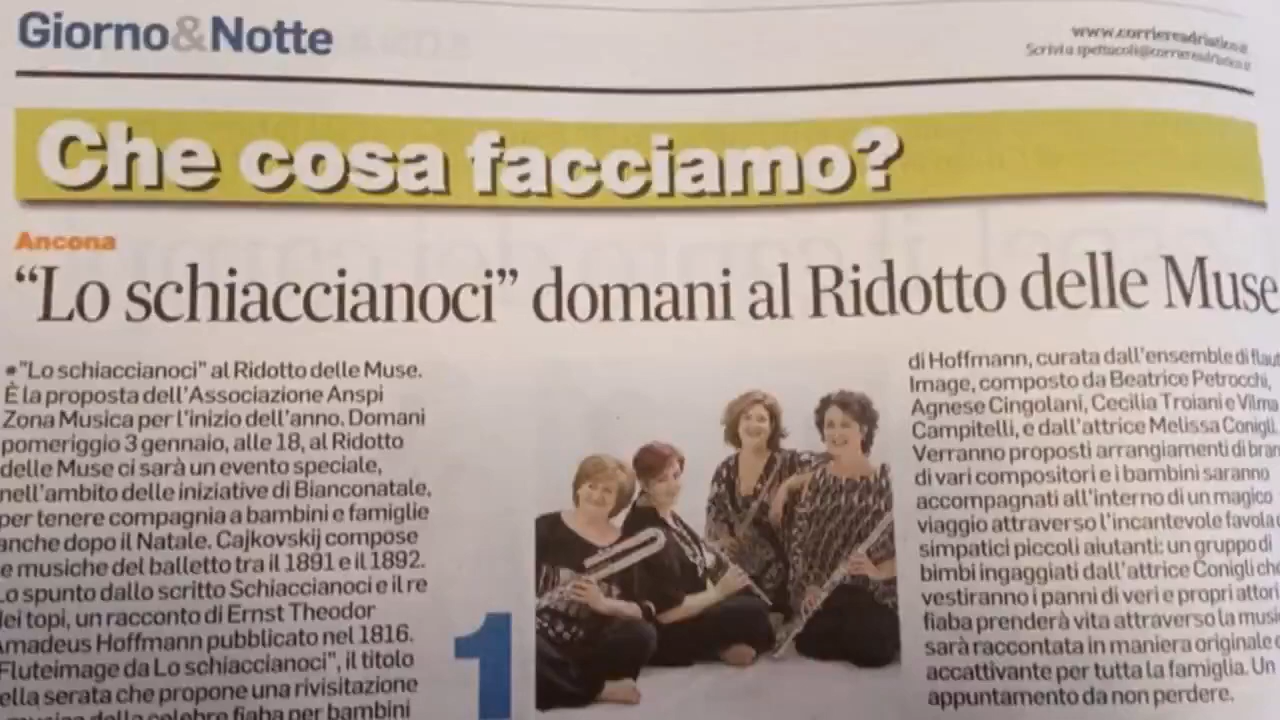 Giorno&Notte
www.corriereadriatico.it
Scrivi a spettacoli@corriereadriatico.it
Che cosa facciamo?
Ancona
“Lo schiaccianoci” domani al Ridotto delle Muse
"Lo schiaccianoci" al Ridotto delle Muse.
È la proposta dell'Associazione Anspi
Zona Musica per l'inizio dell'anno. Domani
pomeriggio 3 gennaio, alle 18, al Ridotto
delle Muse ci sarà un evento speciale,
nell'ambito delle iniziative di Bianconatale,
per tenere compagnia a bambini e famiglie
anche dopo il Natale. Cajkovskij compose
e musiche del balletto tra il 1891 e il 1892.
Lo spunto dallo scritto Schiaccianoci e il re
dei topi, un racconto di Ernst Theodor
Amadeus Hoffmann pubblicato nel 1816.
Fluteimage da Lo schiaccianoci", il titolo
ella serata che propone una rivisitazione
della celebre fiaba per bambini
1
di Hoffmann, curata dall'ensemble di flaut
Image, composto da Beatrice Petrocchi,
Agnese Cingolani, Cecilia Troiani e Vilma
Campitelli, e dall'attrice Melissa Conigli.
Verranno proposti arrangiamenti di bran
di vari compositori e i bambini saranno
accompagnati all'interno di un magico
viaggio attraverso l'incantevole favola
simpatici piccoli aiutanti: un gruppo di
bimbi ingaggiati dall'attrice Conigli che
vestiranno i panni di veri e propri attori
fiaba prenderà vita attraverso la musi
sarà raccontata in maniera originale e
accattivante per tutta la famiglia. Un
appuntamento da non perdere.